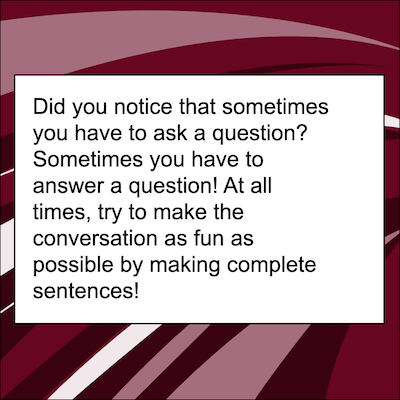 Did you notice that sometimes
you have to ask a question?
Sometimes you have to
answer a question! At all
times, try to make the
conversation as fun as
possible by making complete
sentences!